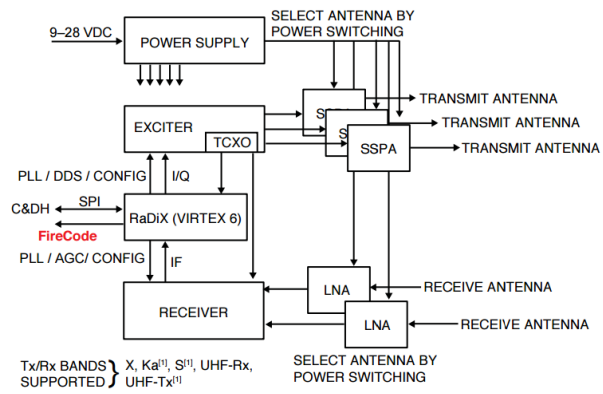 SELECT ANTENNA BY
POWER SWITCHING
9–28 VDC
POWER SUPPLY
TRANSMIT ANTENNA
EXCITER
TRANSMIT ANTENNA
S
TCXO
SSPA
TRANSMIT ANTENNA
PLL / DDS / CONFIG
I/Q
SPI
C&DH
RaDiX (VIRTEX 6)
FireCode
PLL / AGC/ CONFIG
IF
LNA
RECEIVE ANTENNA
RECEIVER
LNA
RECEIVE ANTENNA
SELECT ANTENNA BY
POWER SWITCHING
Tx/Rx BANDS
SUPPORTED
X, Ka[1], S[1], UHF-Rx,
UHF-Tx[1]